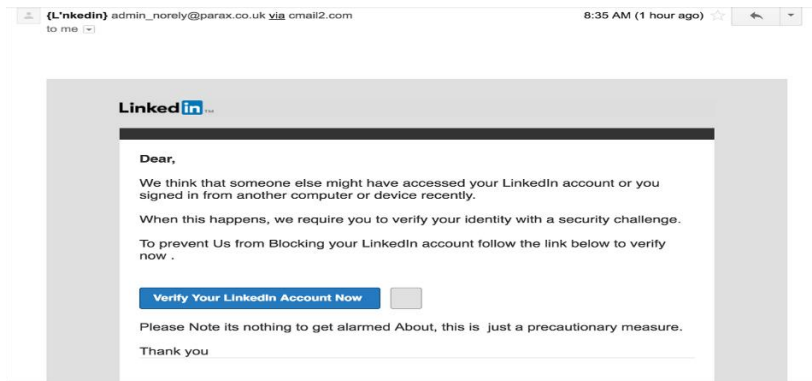 {L'nkedin} admin_norely@parax.co.uk via cmail2.com 8:35 AM (1 hour ago)
to me
Linked in TM
Dear,
We think that someone else might have accessed your LinkedIn account or you
signed in from another computer or device recently.
When this happens, we require you to verify your identity with a security challenge.
To prevent Us from Blocking your LinkedIn account follow the link below to verify
now .
Verify Your LinkedIn Account Now
Please Note its nothing to get alarmed About, this is just a precautionary measure.
Thank you